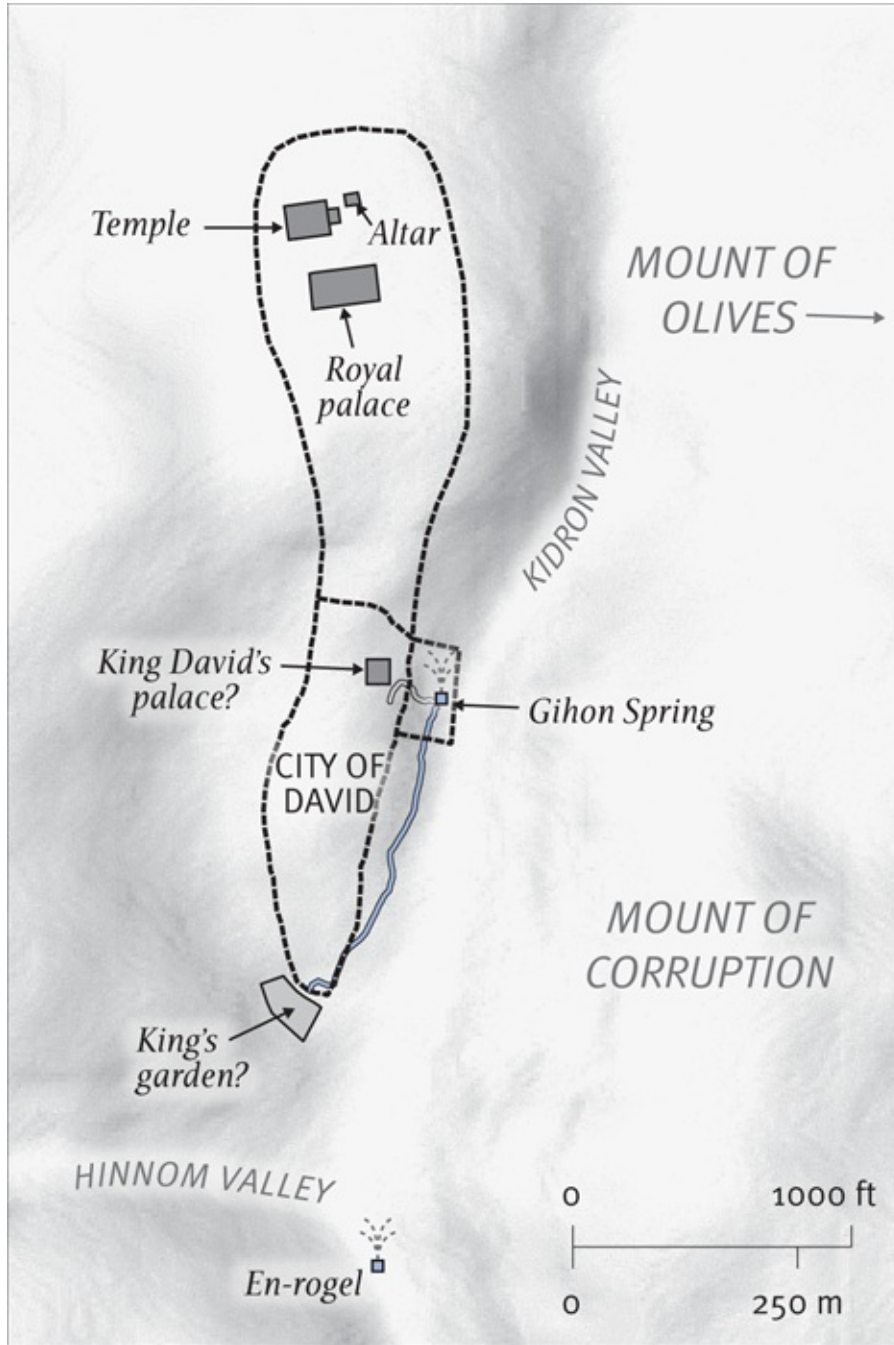 Temple
Altar
MOUNT OF
OLIVES
Royal
palace
KIDRON VALLEY
King David's
palace?
Gihon Spring
CITY OF
DAVID
MOUNT OF
CORRUPTION
King's
garden?
HINNOM VALLEY
0 1000 ft
En-rogel
0 250 m